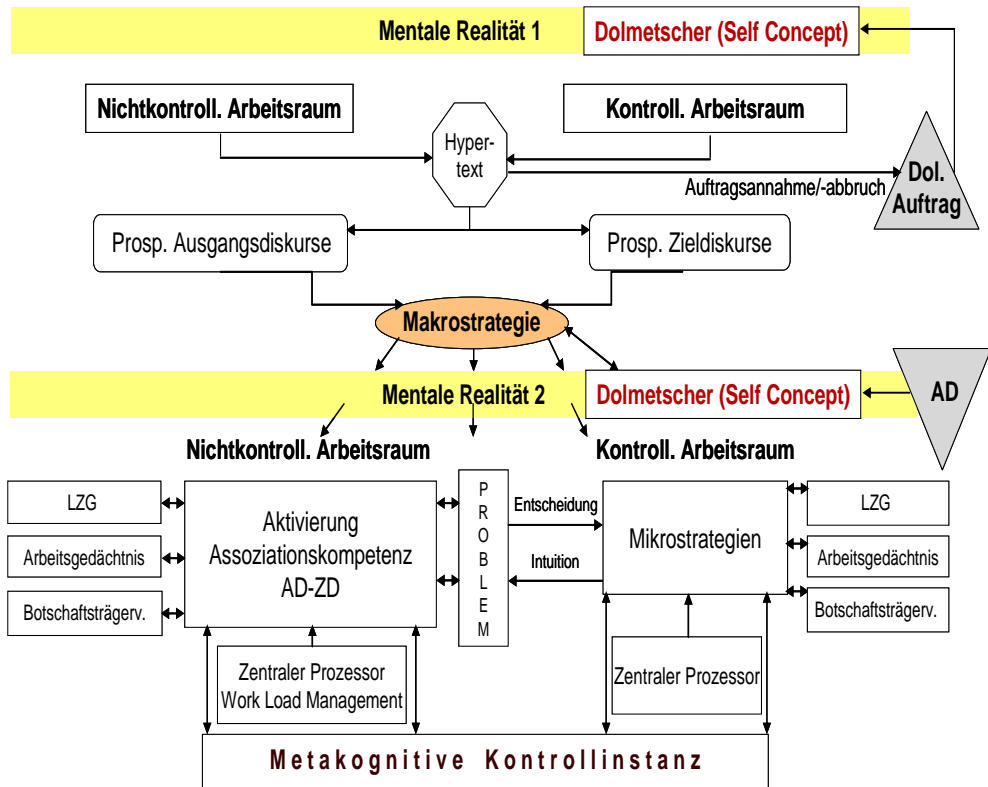 Mentale Realität 1
Dolmetscher (Self Concept)
Nichtkontroll. Arbeitsraum
Kontroll. Arbeitsraum
Hyper-
text
Auftragsannahme/-abbruch
Dol.
Auftrag
Prosp. Ausgangsdiskurse
Prosp. Zieldiskurse
Makrostrategie
Mentale Realität 2
Dolmetscher (Self Concept)
AD
Nichtkontroll. Arbeitsraum
Kontroll. Arbeitsraum
LZG
Arbeitsgedächtnis
Botschaftsträgerv.
Aktivierung
Assoziationskompetenz
AD-ZD
P
R
O
B
L
E
M
Entscheidung
Intuition
Mikrostrategien
LZG
Arbeitsgedächtnis
Botschaftsträgerv.
Zentraler Prozessor
Work Load Management
Zentraler Prozessor
Metakognitive Kontrollinstanz